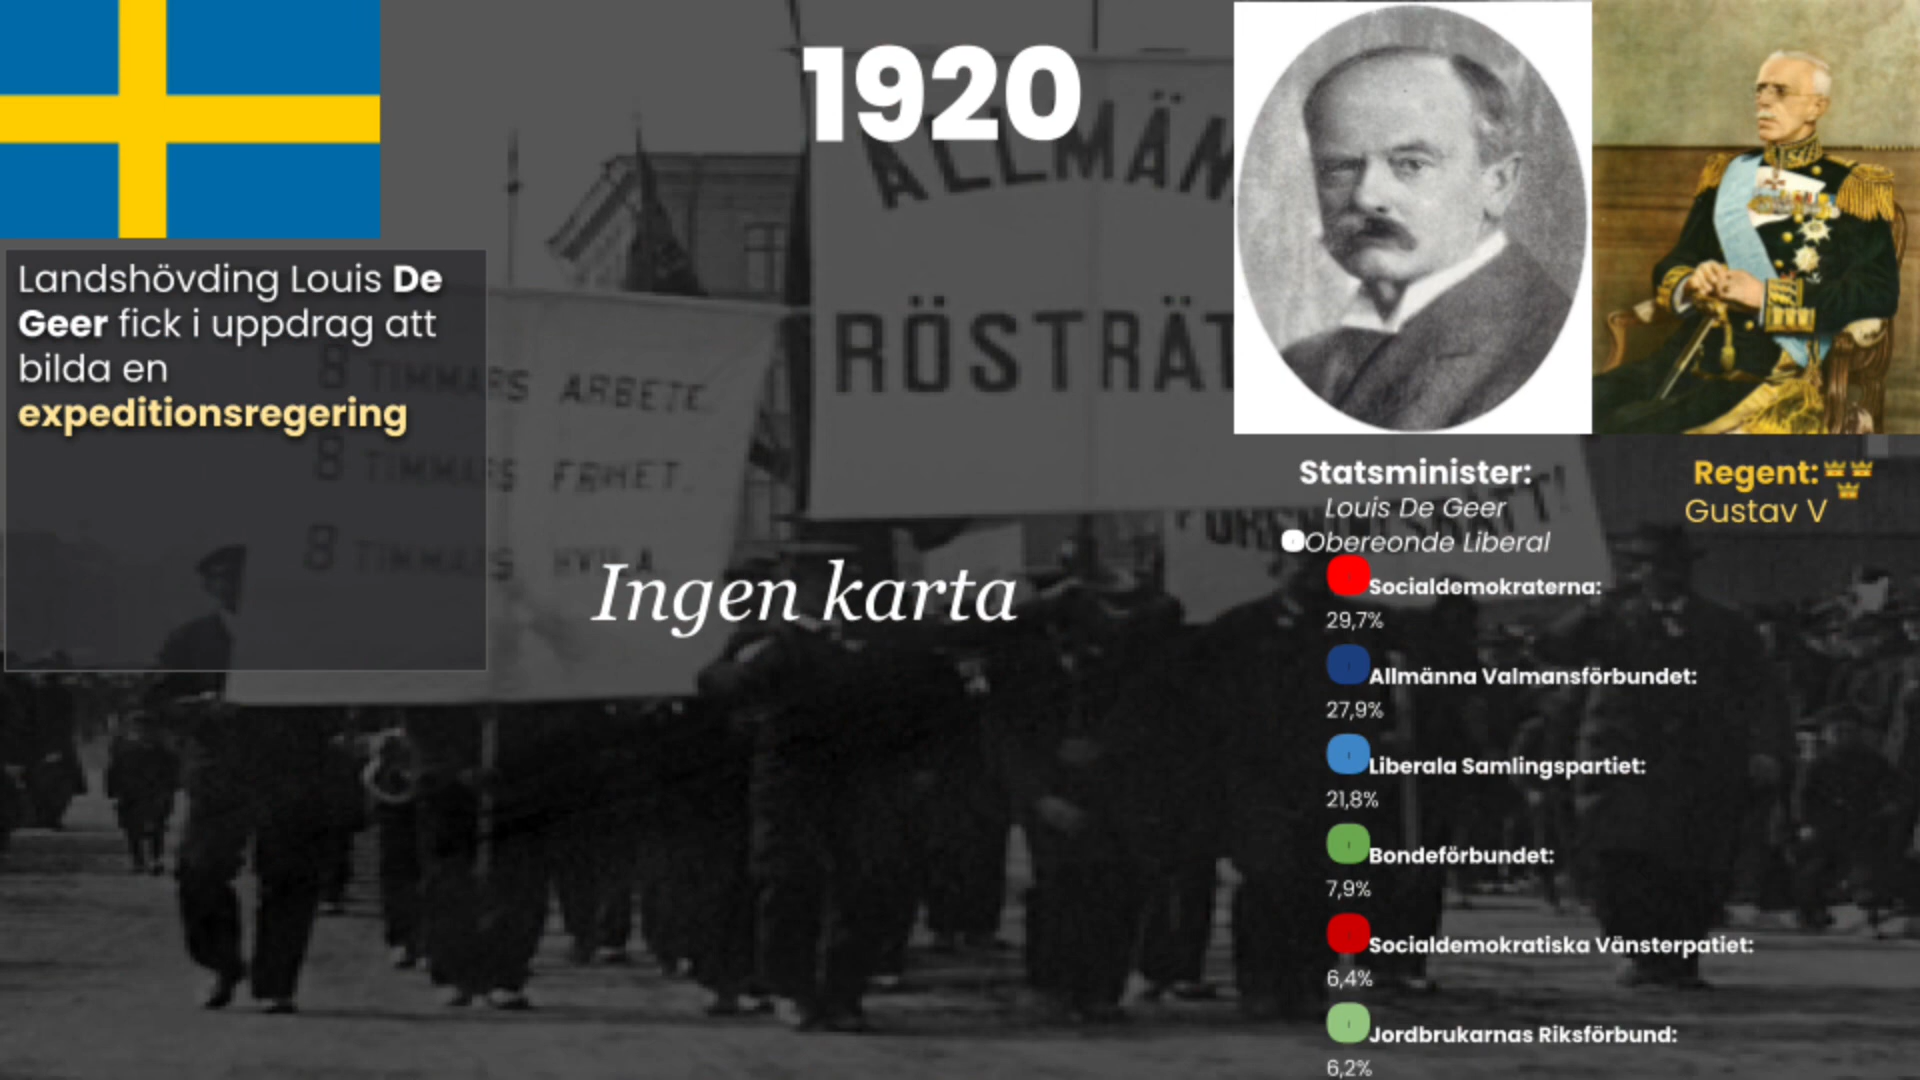 1920
Landshövding Louis De
Geer fick i uppdrag att
bilda en
expeditionsregering
ALLMÄN
RÖSTRÄT
8 TIMMARS ARBETE.
8 TIMMARS FRIHET.
8 TIMMARS HVILA.
Ingen karta
Statsminister:
Louis De Geer
Obereonde Liberal
Regent:
Gustav V
Socialdemokraterna:
29,7%
Allmänna Valmansförbundet:
27,9%
Liberala Samlingspartiet:
21,8%
Bondeförbundet:
7,9%
Socialdemokratiska Vänsterpatiet:
6,4%
Jordbrukarnas Riksförbund:
6,2%